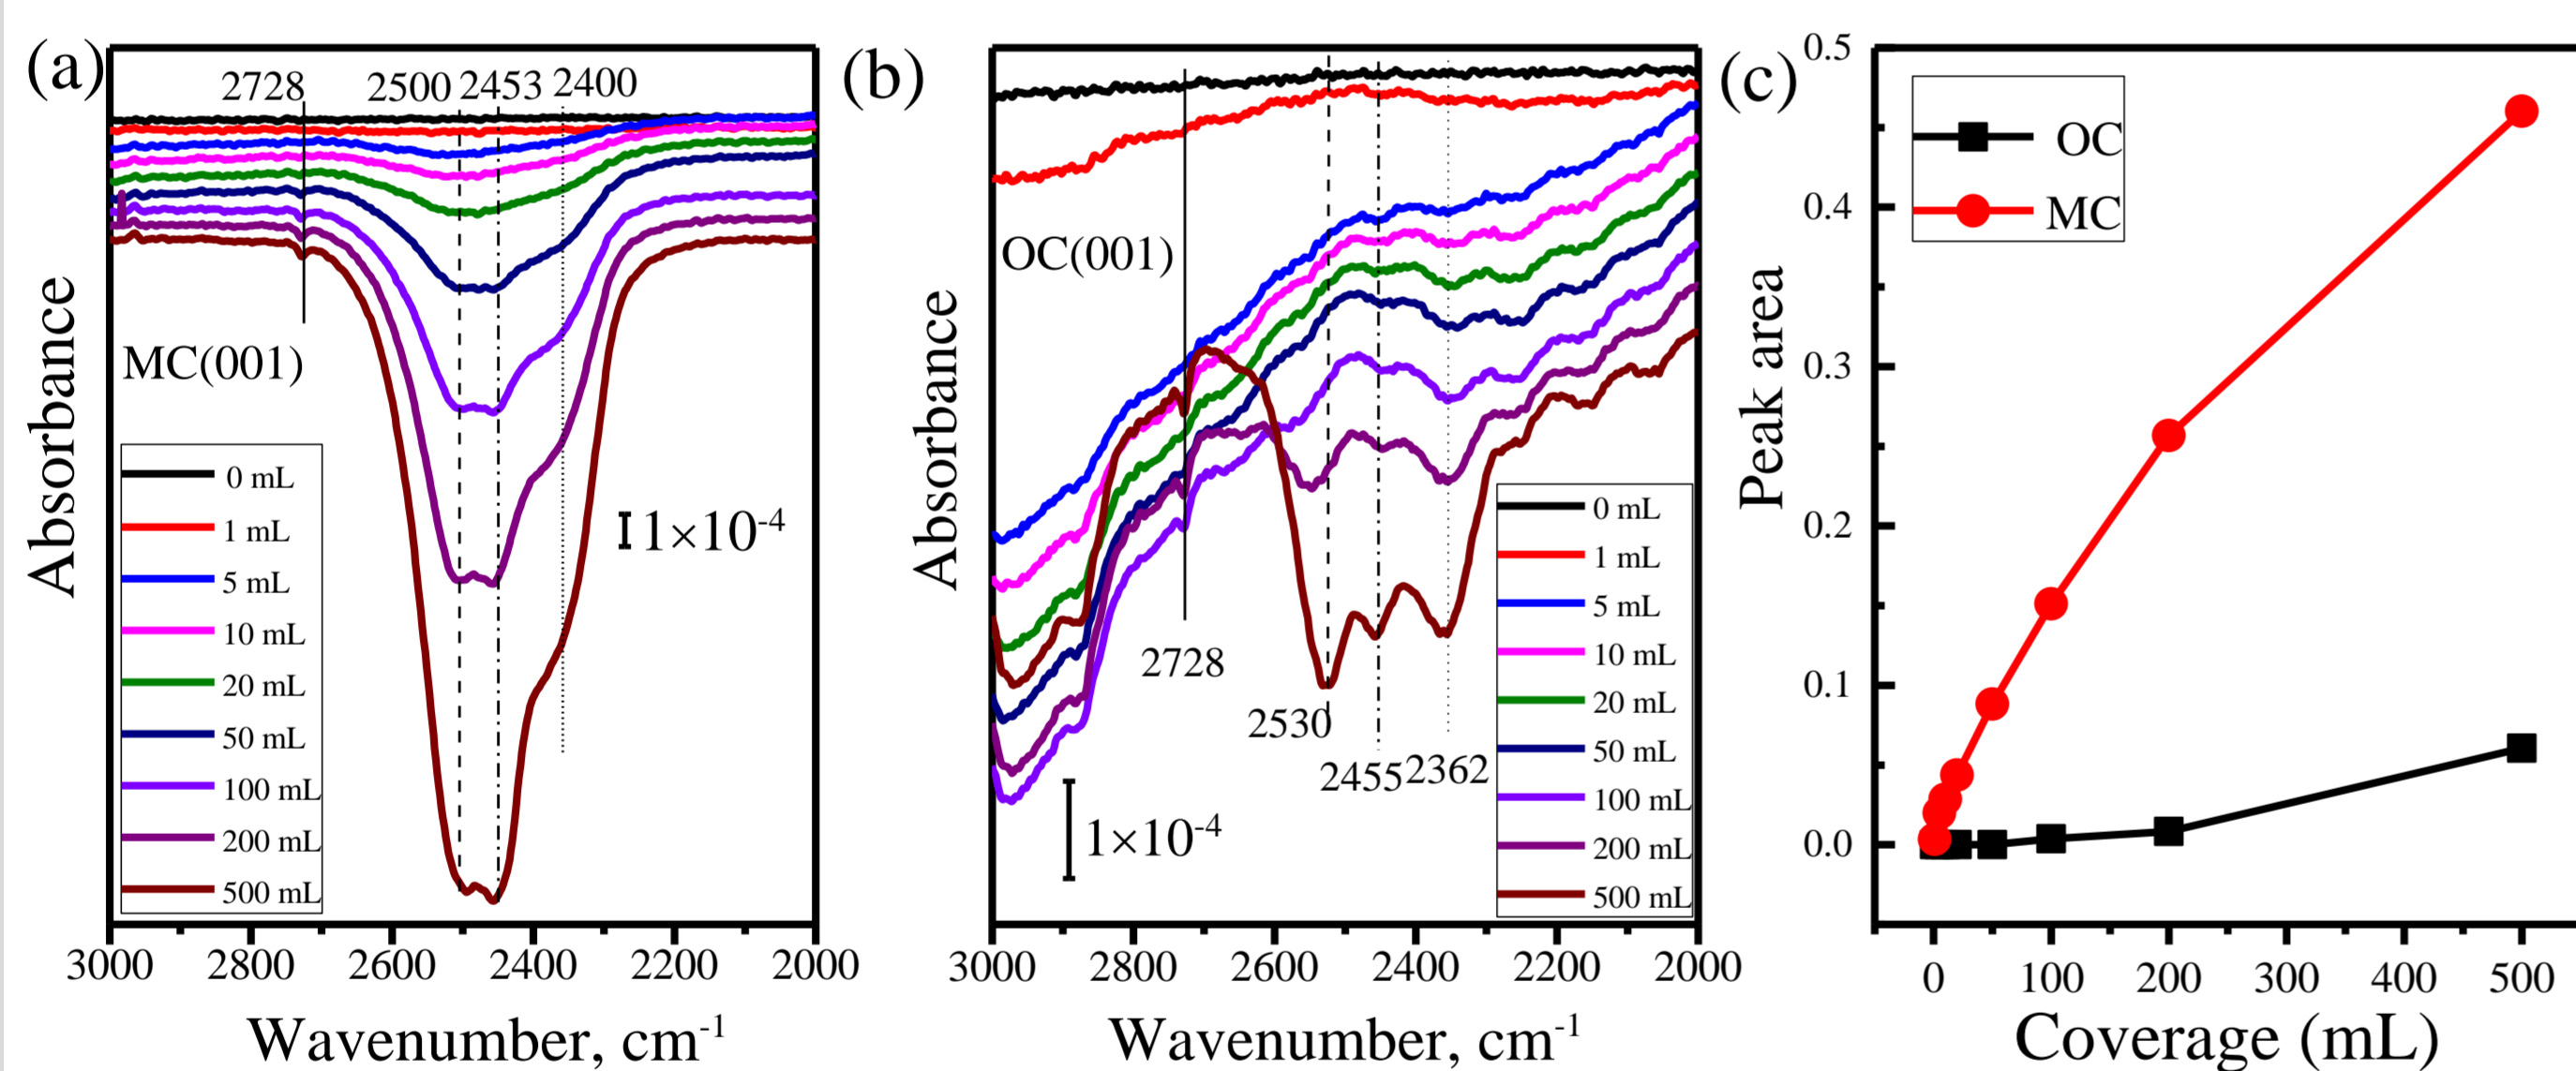 (a)
2728
2500
2453
2400
MC(001)
Absorbance
0 mL
1 mL
5 mL
10 mL
20 mL
50 mL
100 mL
200 mL
500 mL
I 1×10⁻⁴
3000
2800
2600
2400
2200
2000
Wavenumber, cm⁻¹
(b)
OC(001)
Absorbance
2728
2530
2455
2362
1×10⁻⁴
0 mL
1 mL
5 mL
10 mL
20 mL
50 mL
100 mL
200 mL
500 mL
3000
2800
2600
2400
2200
2000
Wavenumber, cm⁻¹
(c)
OC
MC
Peak area
0.5
0.4
0.3
0.2
0.1
0.0
0
100
200
300
400
500
Coverage (mL)